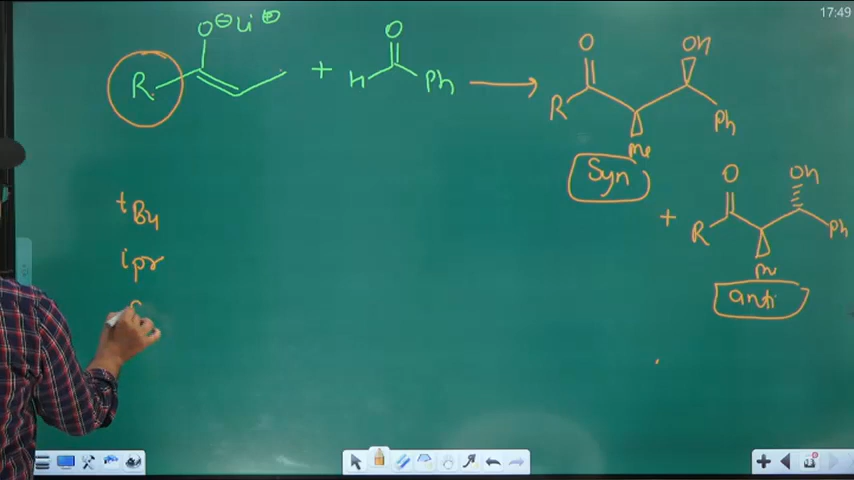 17:49
O⊖ Li⊕
R
+
O
H
Ph
O
OH
R
Me
Ph
Syn
+
O
OH
R
Me
Ph
anti
tBu
ipr